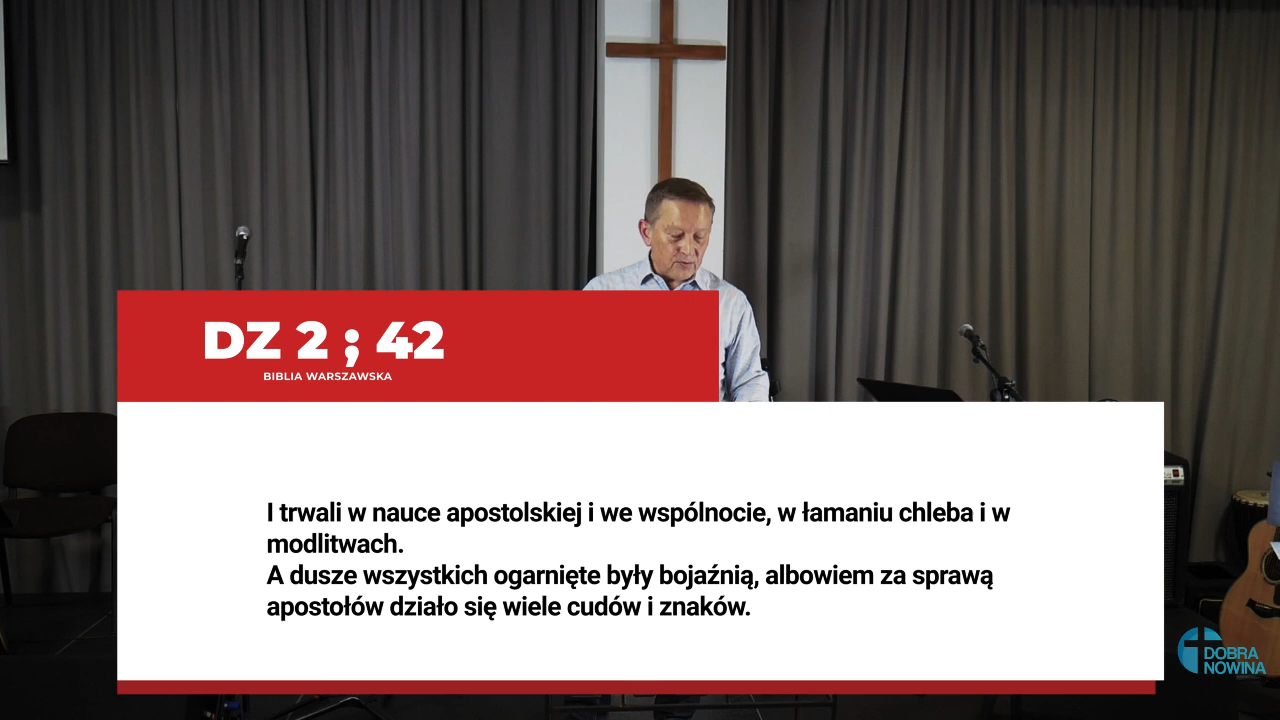 DZ 2 ; 42
BIBLIA WARSZAWSKA
I trwali w nauce apostolskiej i we wspólnocie, w łamaniu chleba i w
modlitwach.
A dusze wszystkich ogarnięte były bojaźnią, albowiem za sprawą
apostołów działo się wiele cudów i znaków.
DOBRA
NOWINA